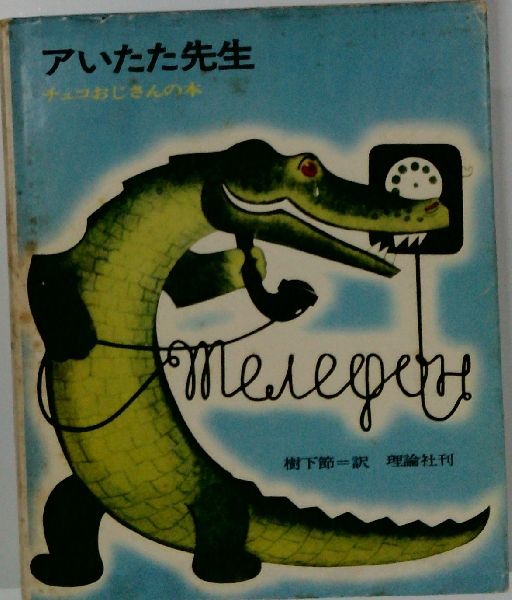 アいたた先生
チュコおじさんの本
телефон
樹下節=訳 理論社刊